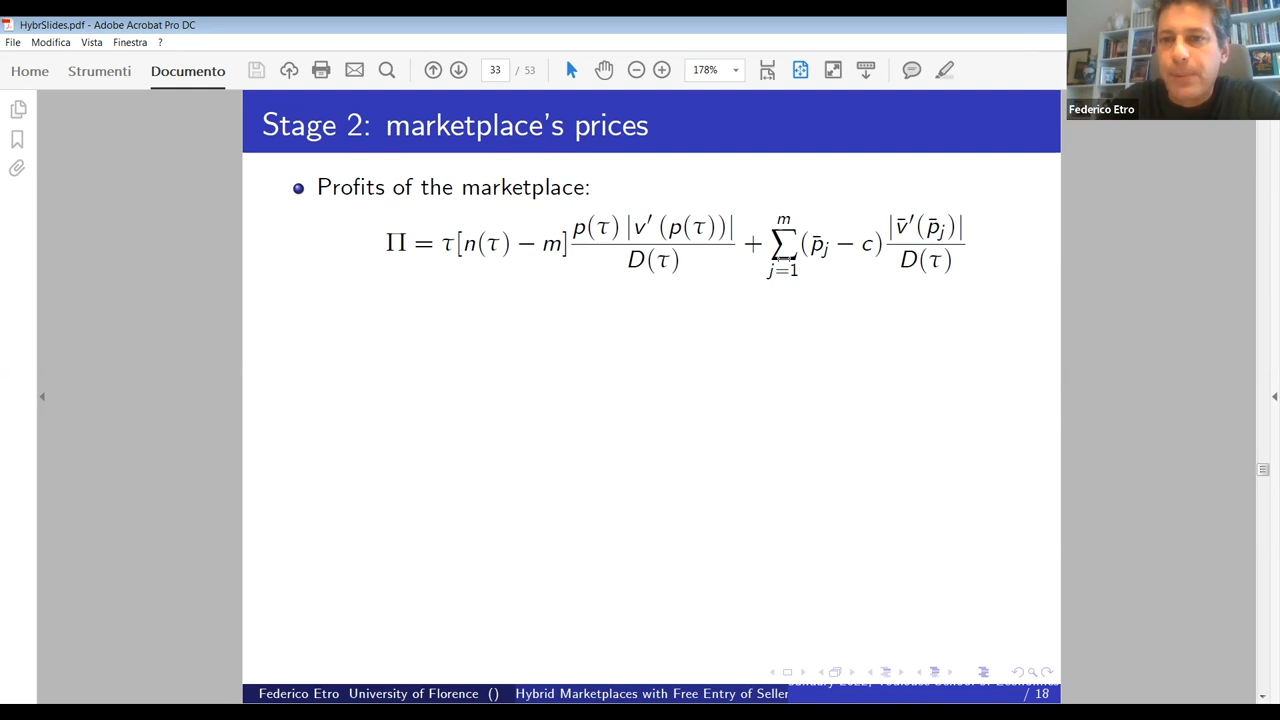 HybrSlides.pdf - Adobe Acrobat Pro DC
File Modifica Vista Finestra ?
Home Strumenti Documento 33 / 53 178%
Federico Etro
Stage 2: marketplace's prices
Profits of the marketplace:
Π = τ[n(τ) − m] p(τ) |v′ (p(τ))| / D(τ) + ∑_{j=1}^{m} (p̄_j − c) |v̄′(p̄_j)| / D(τ)
Federico Etro University of Florence () Hybrid Marketplaces with Free Entry of Seller
/ 18